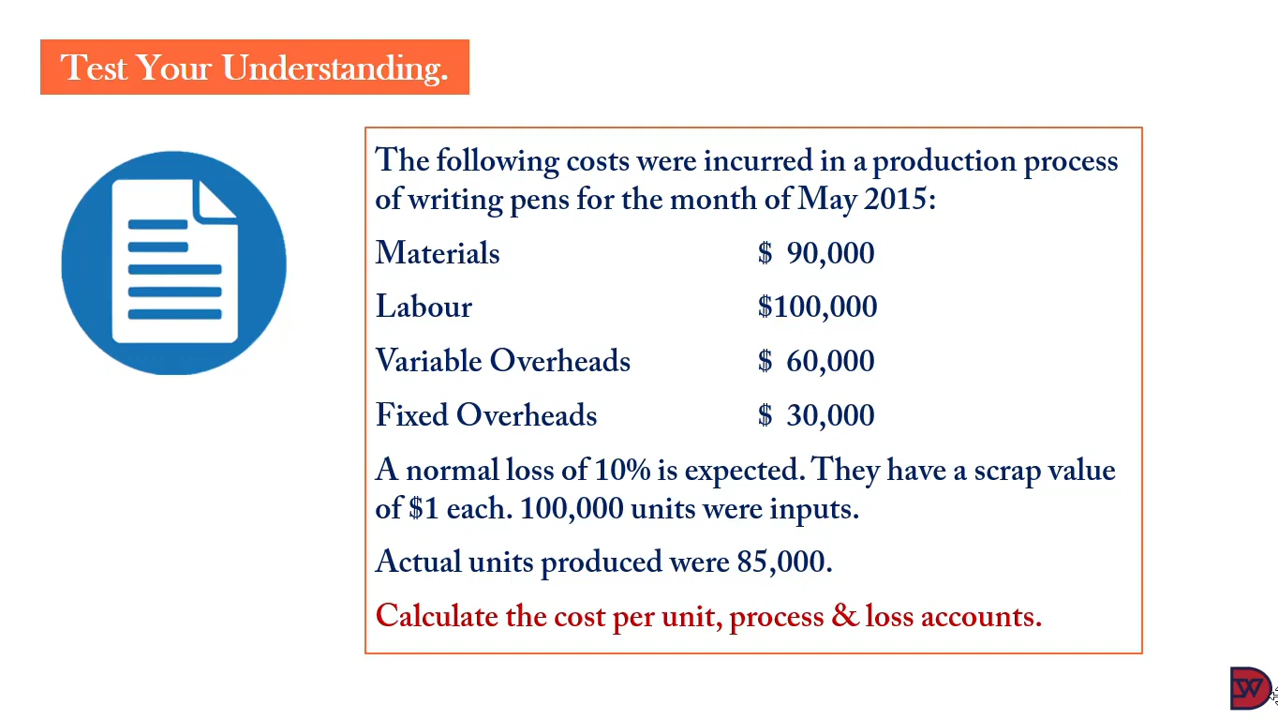 Test Your Understanding.
The following costs were incurred in a production process
of writing pens for the month of May 2015:
Materials $ 90,000
Labour $100,000
Variable Overheads $ 60,000
Fixed Overheads $ 30,000
A normal loss of 10% is expected. They have a scrap value
of $1 each. 100,000 units were inputs.
Actual units produced were 85,000.
Calculate the cost per unit, process & loss accounts.
DW